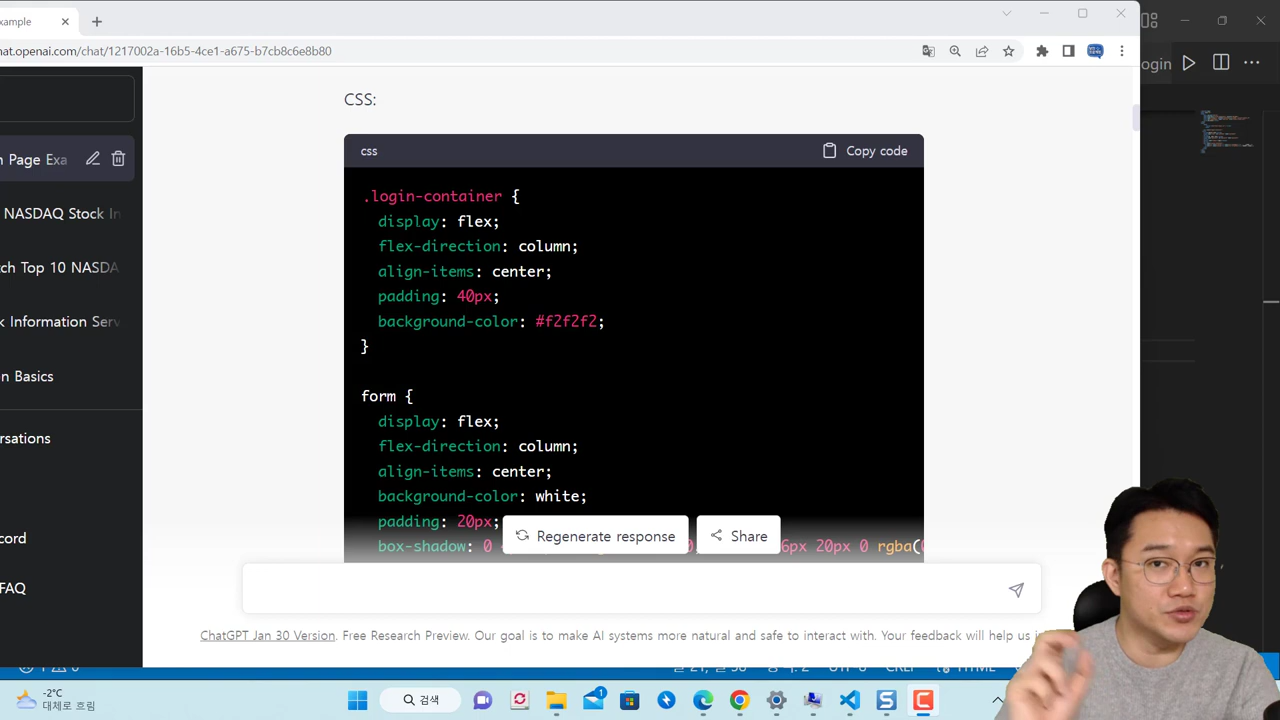 xample
hat.openai.com/chat/1217002a-16b5-4ce1-a675-b7cb8c6e8b80
ogin
CSS:
n Page Exa
css
Copy code
NASDAQ Stock In
tch Top 10 NASDA
k Information Serv
n Basics
rsations
cord
FAQ
.login-container {
display: flex;
flex-direction: column;
align-items: center;
padding: 40px;
background-color: #f2f2f2;
}
form {
display: flex;
flex-direction: column;
align-items: center;
background-color: white;
padding: 20px;
box-shadow: 0
6px 20px 0 rgba(
Regenerate response
Share
ChatGPT Jan 30 Version. Free Research Preview. Our goal is to make AI systems more natural and safe to interact with. Your feedback will help us
-2°C
대체로 흐림
검색
1